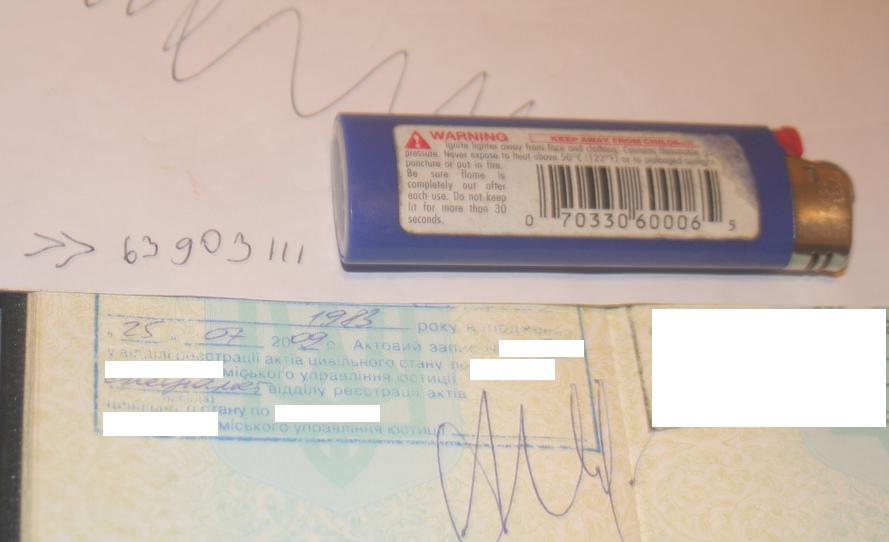 WARNING KEEP AWAY FROM CHILDREN
Ignite lighter away from face and clothing.
pressure. Never expose to heat above 50°C (122°F) or to prolonged sunlight.
puncture or put in fire.
Be sure flame is
completely out after
each use. Do not keep
lit for more than 30
seconds.
0 70330 60006 5
>> 63903111
1983 року в
" 25 " 07 2009 р. Актовий запис
у відділі реєстрації актів цивільного стану по
міського управління юстиції
відділу реєстрації актів
цивільного стану по
міського управління юстиції